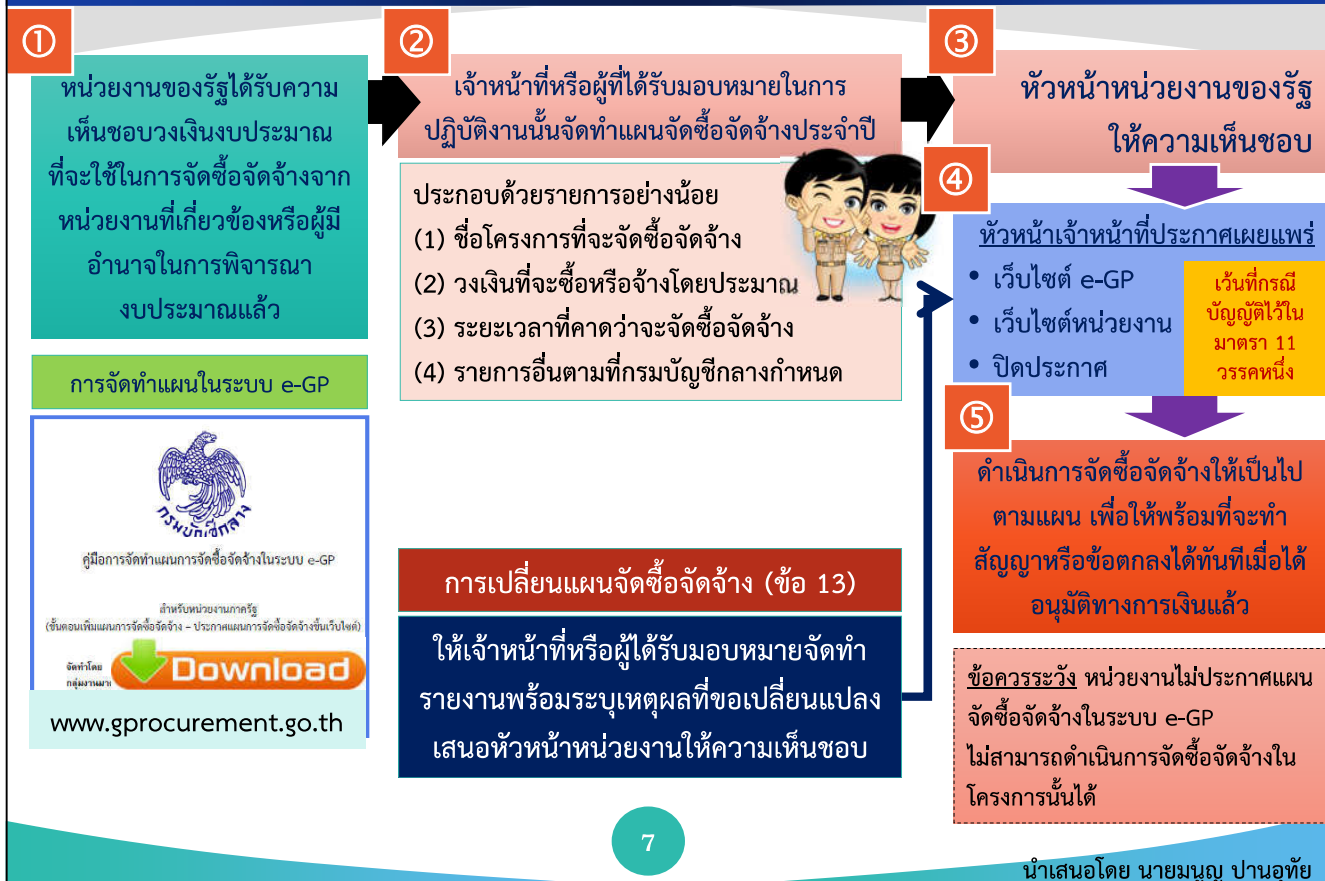 ①
หน่วยงานของรัฐได้รับความ
เห็นชอบวงเงินงบประมาณ
ที่จะใช้ในการจัดซื้อจัดจ้างจาก
หน่วยงานที่เกี่ยวข้องหรือผู้มี
อำนาจในการพิจารณา
งบประมาณแล้ว
การจัดทำแผนในระบบ e-GP
กรมบัญชีกลาง
คู่มือการจัดทำแผนการจัดซื้อจัดจ้างในระบบ e-GP
สำหรับหน่วยงานภาครัฐ
(ขั้นตอนเพิ่มแผนการจัดซื้อจัดจ้าง – ประกาศแผนการจัดซื้อจัดจ้างขึ้นเว็บไซต์)
จัดทำโดย
Download
www.gprocurement.go.th
②
เจ้าหน้าที่หรือผู้ที่ได้รับมอบหมายในการ
ปฏิบัติงานนั้นจัดทำแผนจัดซื้อจัดจ้างประจำปี
ประกอบด้วยรายการอย่างน้อย
(1) ชื่อโครงการที่จะจัดซื้อจัดจ้าง
(2) วงเงินที่จะซื้อหรือจ้างโดยประมาณ
(3) ระยะเวลาที่คาดว่าจะจัดซื้อจัดจ้าง
(4) รายการอื่นตามที่กรมบัญชีกลางกำหนด
การเปลี่ยนแผนจัดซื้อจัดจ้าง (ข้อ 13)
ให้เจ้าหน้าที่หรือผู้ได้รับมอบหมายจัดทำ
รายงานพร้อมระบุเหตุผลที่ขอเปลี่ยนแปลง
เสนอหัวหน้าหน่วยงานให้ความเห็นชอบ
③
หัวหน้าหน่วยงานของรัฐ
ให้ความเห็นชอบ
④
หัวหน้าเจ้าหน้าที่ประกาศเผยแพร่
• เว็บไซต์ e-GP
• เว็บไซต์หน่วยงาน
• ปิดประกาศ
เว้นที่กรณี
บัญญัติไว้ใน
มาตรา 11
วรรคหนึ่ง
⑤
ดำเนินการจัดซื้อจัดจ้างให้เป็นไป
ตามแผน เพื่อให้พร้อมที่จะทำ
สัญญาหรือข้อตกลงได้ทันทีเมื่อได้
อนุมัติทางการเงินแล้ว
ข้อควรระวัง หน่วยงานไม่ประกาศแผน
จัดซื้อจัดจ้างในระบบ e-GP
ไม่สามารถดำเนินการจัดซื้อจัดจ้างใน
โครงการนั้นได้
7
นำเสนอโดย นายมนูญ ปานอุทัย